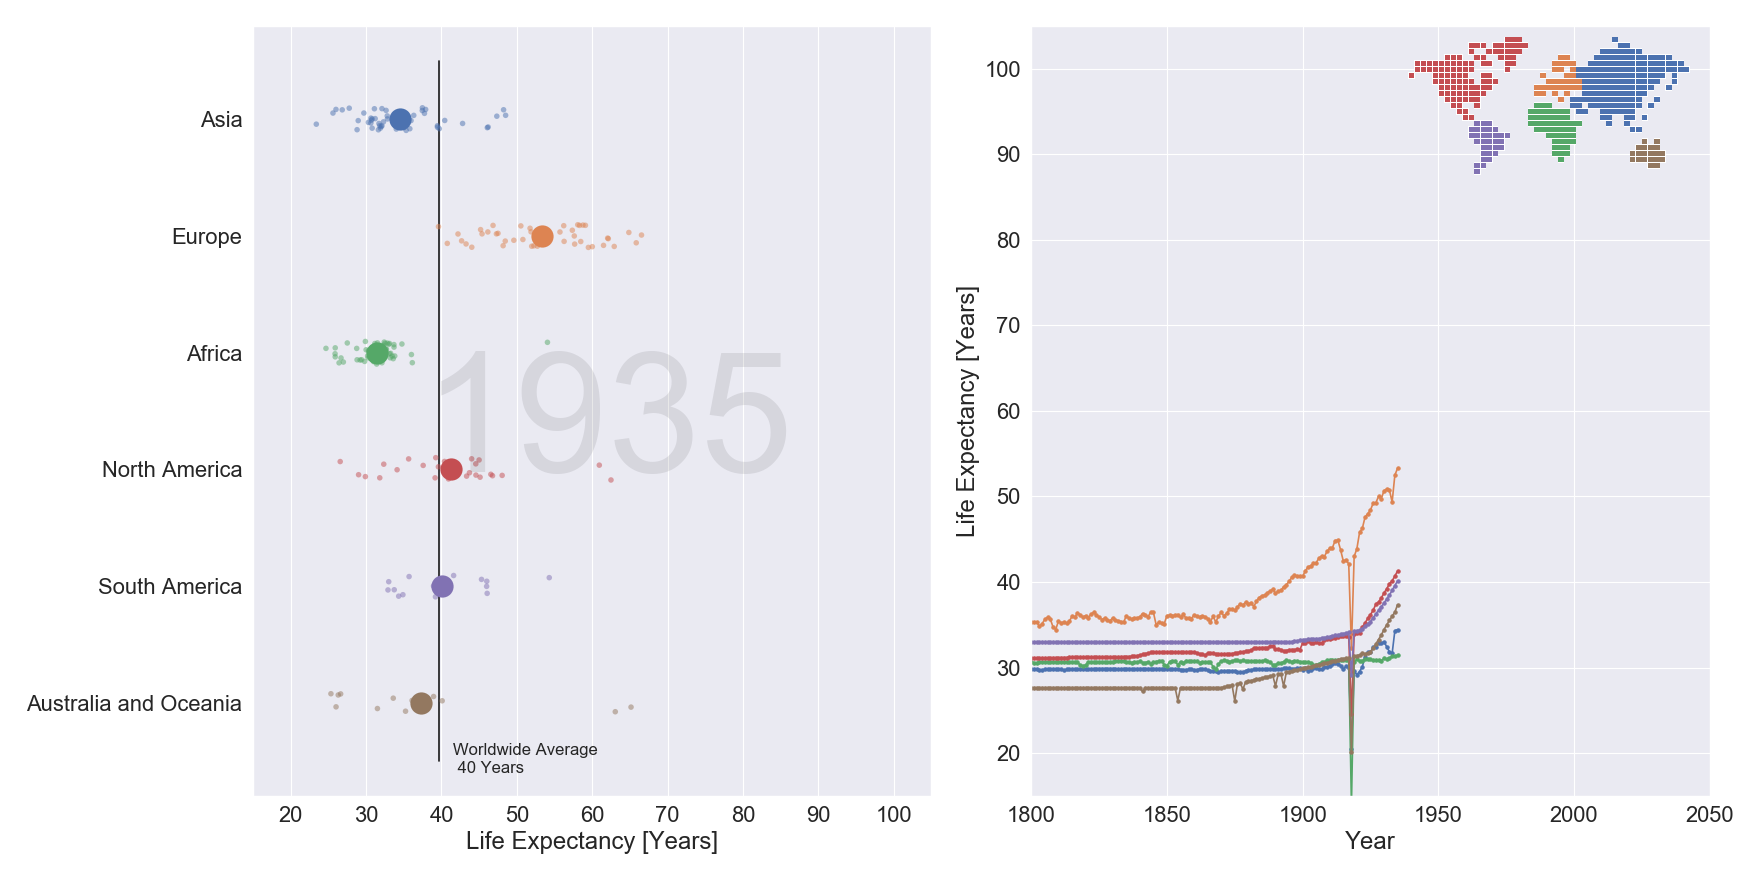 Asia
Europe
Africa
North America
South America
Australia and Oceania
1935
Worldwide Average
40 Years
20 30 40 50 60 70 80 90 100
Life Expectancy [Years]
100
90
80
70
60
50
40
30
20
Life Expectancy [Years]
1800 1850 1900 1950 2000 2050
Year